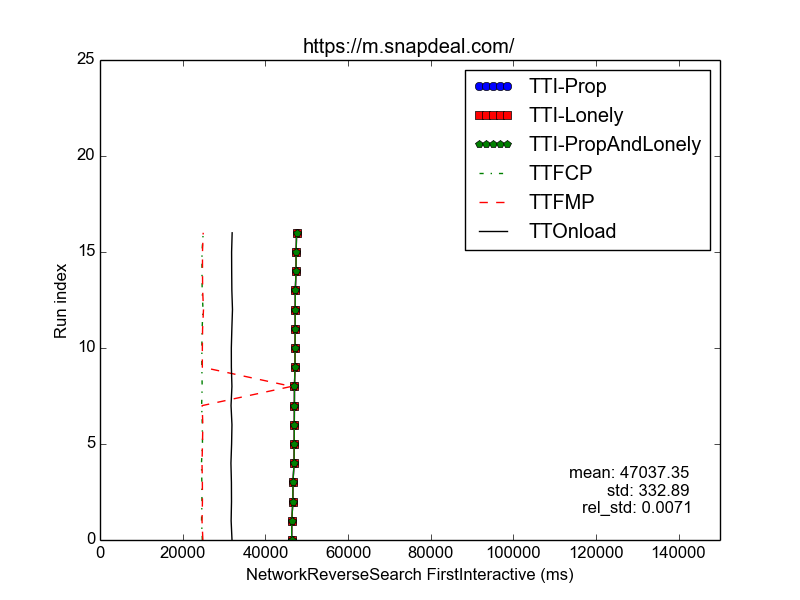 https://m.snapdeal.com/
25
20
15
10
5
0
Run index
TTI-Prop
TTI-Lonely
TTI-PropAndLonely
TTFCP
TTFMP
TTOnload
mean: 47037.35
std: 332.89
rel_std: 0.0071
0 20000 40000 60000 80000 100000 120000 140000
NetworkReverseSearch FirstInteractive (ms)